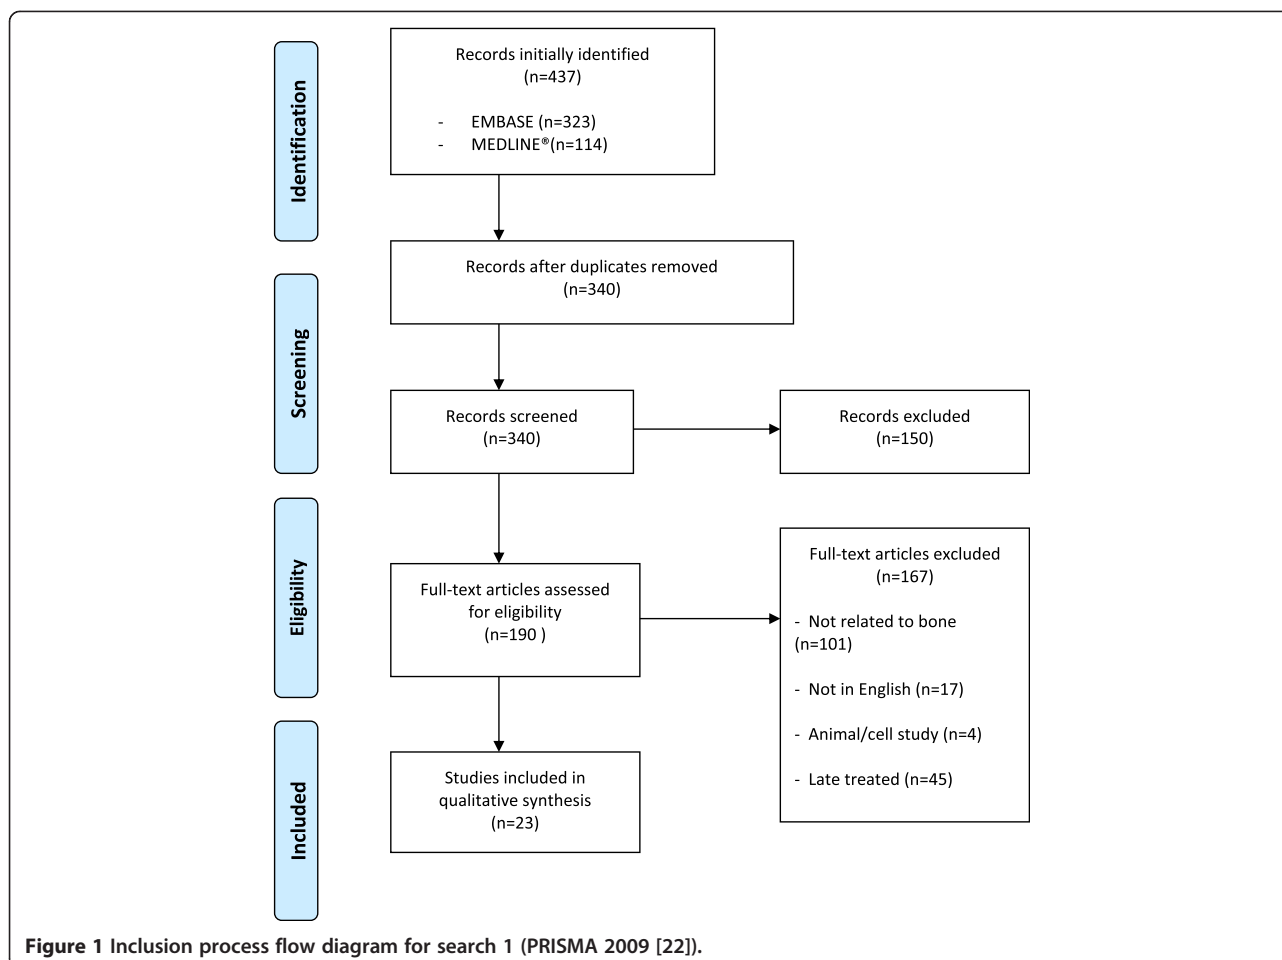 Identification
Records initially identified
(n=437)
- EMBASE (n=323)
- MEDLINE®(n=114)
Records after duplicates removed
(n=340)
Screening
Records screened
(n=340)
Records excluded
(n=150)
Eligibility
Full-text articles assessed
for eligibility
(n=190 )
Full-text articles excluded
(n=167)
- Not related to bone
(n=101)
- Not in English (n=17)
- Animal/cell study (n=4)
- Late treated (n=45)
Included
Studies included in
qualitative synthesis
(n=23)
Figure 1 Inclusion process flow diagram for search 1 (PRISMA 2009 [22]).